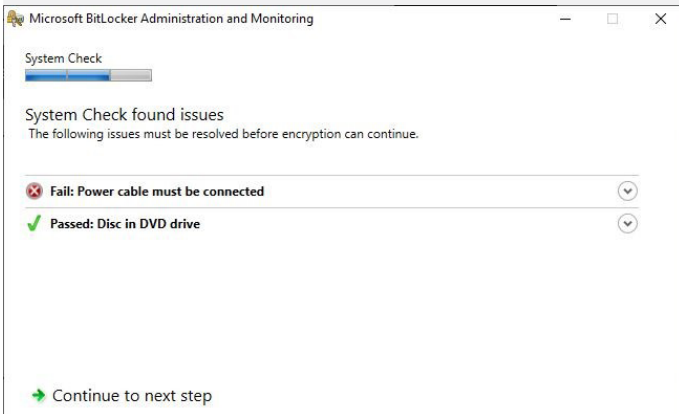 Microsoft BitLocker Administration and Monitoring
System Check
System Check found issues
The following issues must be resolved before encryption can continue.
Fail: Power cable must be connected
Passed: Disc in DVD drive
Continue to next step